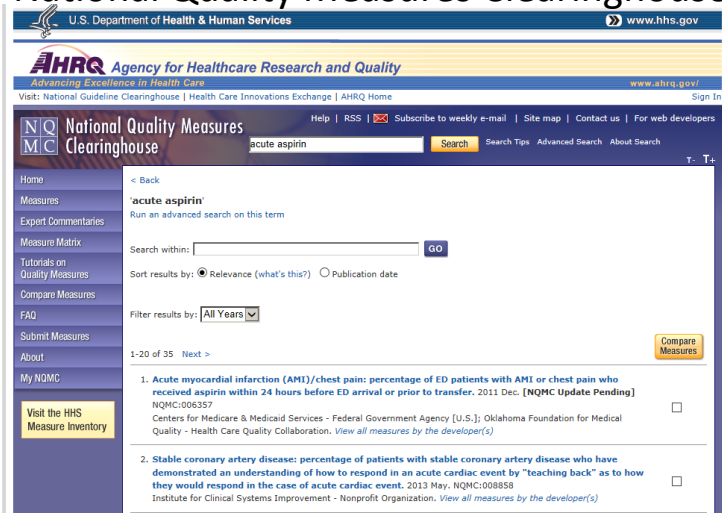 National Quality Measures Clearinghouse
U.S. Department of Health & Human Services
www.hhs.gov
AHRQ Agency for Healthcare Research and Quality
Advancing Excellence in Health Care
www.ahrq.gov/
Visit: National Guideline Clearinghouse | Health Care Innovations Exchange | AHRQ Home
Sign In
Help | RSS | Subscribe to weekly e-mail | Site map | Contact us | For web developers
NQ National Quality Measures
MC Clearinghouse
acute aspirin
Search
Search Tips Advanced Search About Search
T- T+
Home
Measures
Expert Commentaries
Measure Matrix
Tutorials on
Quality Measures
Compare Measures
FAQ
Submit Measures
About
My NQMC
Visit the HHS
Measure Inventory
< Back
'acute aspirin'
Run an advanced search on this term
Search within:
GO
Sort results by: Relevance (what's this?) Publication date
Filter results by: All Years
Compare
Measures
1-20 of 35 Next >
1. Acute myocardial infarction (AMI)/chest pain: percentage of ED patients with AMI or chest pain who
received aspirin within 24 hours before ED arrival or prior to transfer. 2011 Dec. [NQMC Update Pending]
NQMC:006357
Centers for Medicare & Medicaid Services - Federal Government Agency [U.S.]; Oklahoma Foundation for Medical
Quality - Health Care Quality Collaboration. View all measures by the developer(s)
2. Stable coronary artery disease: percentage of patients with stable coronary artery disease who have
demonstrated an understanding of how to respond in an acute cardiac event by "teaching back" as to how
they would respond in the case of acute cardiac event. 2013 May. NQMC:008858
Institute for Clinical Systems Improvement - Nonprofit Organization. View all measures by the developer(s)